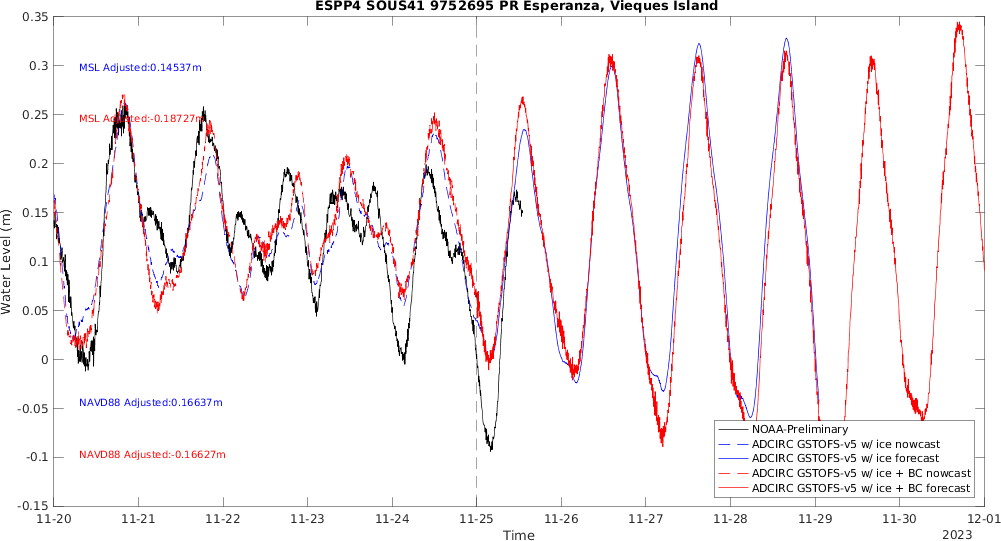 ESPP4 SOUS41 9752695 PR Esperanza, Vieques Island
0.35
0.3
0.25
0.2
0.15
0.1
0.05
0
-0.05
-0.1
-0.15
Water Level (m)
MSL Adjusted:0.14537m
MSL Adjusted:-0.18727m
NAVD88 Adjusted:0.16637m
NAVD88 Adjusted:-0.16627m
NOAA-Preliminary
ADCIRC GSTOFS-v5 w/ ice nowcast
ADCIRC GSTOFS-v5 w/ ice forecast
ADCIRC GSTOFS-v5 w/ ice + BC nowcast
ADCIRC GSTOFS-v5 w/ ice + BC forecast
11-20 11-21 11-22 11-23 11-24 11-25 11-26 11-27 11-28 11-29 11-30 12-01
Time
2023